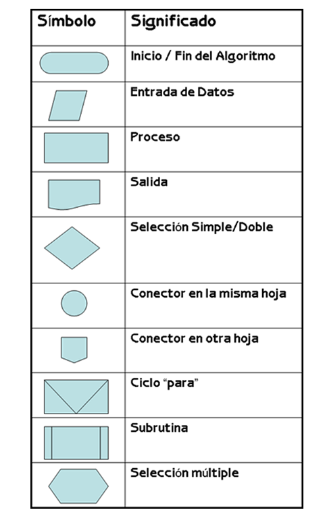 Símbolo Significado
Inicio / Fin del Algoritmo
Entrada de Datos
Proceso
Salida
Selección Simple/Doble
Conector en la misma hoja
Conector en otra hoja
Ciclo “para”
Subrutina
Selección múltiple